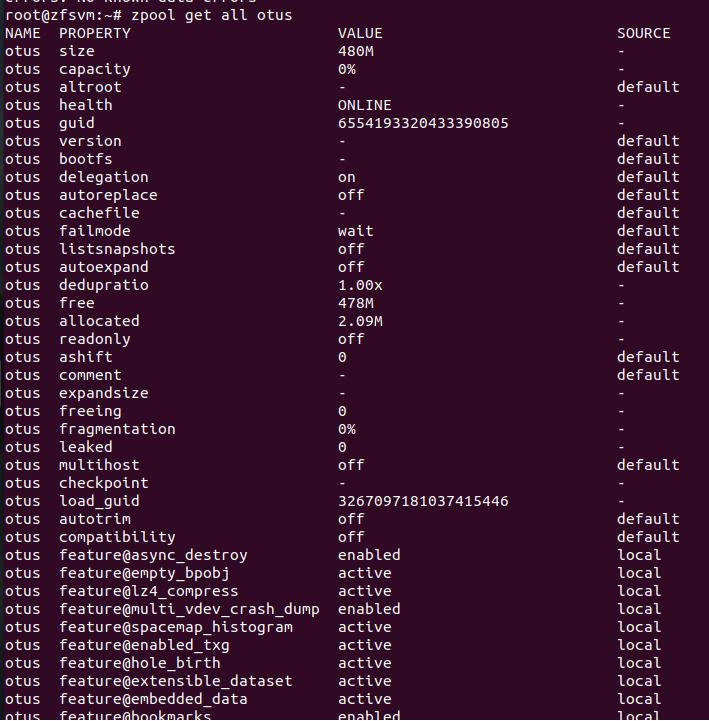 errors: No known data errors
root@zfsvm:~# zpool get all otus
NAME  PROPERTY                       VALUE                          SOURCE
otus  size                           480M                           -
otus  capacity                       0%                             -
otus  altroot                        -                              default
otus  health                         ONLINE                         -
otus  guid                           6554193320433390805            -
otus  version                        -                              default
otus  bootfs                         -                              default
otus  delegation                     on                             default
otus  autoreplace                    off                            default
otus  cachefile                      -                              default
otus  failmode                       wait                           default
otus  listsnapshots                  off                            default
otus  autoexpand                     off                            default
otus  dedupratio                     1.00x                          -
otus  free                           478M                           -
otus  allocated                      2.09M                          -
otus  readonly                       off                            -
otus  ashift                         0                              default
otus  comment                        -                              default
otus  expandsize                     -                              -
otus  freeing                        0                              -
otus  fragmentation                  0%                             -
otus  leaked                         0                              -
otus  multihost                      off                            default
otus  checkpoint                     -                              -
otus  load_guid                      3267097181037415446            -
otus  autotrim                       off                            default
otus  compatibility                  off                            default
otus  feature@async_destroy          enabled                        local
otus  feature@empty_bpobj            active                         local
otus  feature@lz4_compress           active                         local
otus  feature@multi_vdev_crash_dump  enabled                        local
otus  feature@spacemap_histogram     active                         local
otus  feature@enabled_txg            active                         local
otus  feature@hole_birth             active                         local
otus  feature@extensible_dataset     active                         local
otus  feature@embedded_data          active                         local
otus  feature@bookmarks              enabled                        local